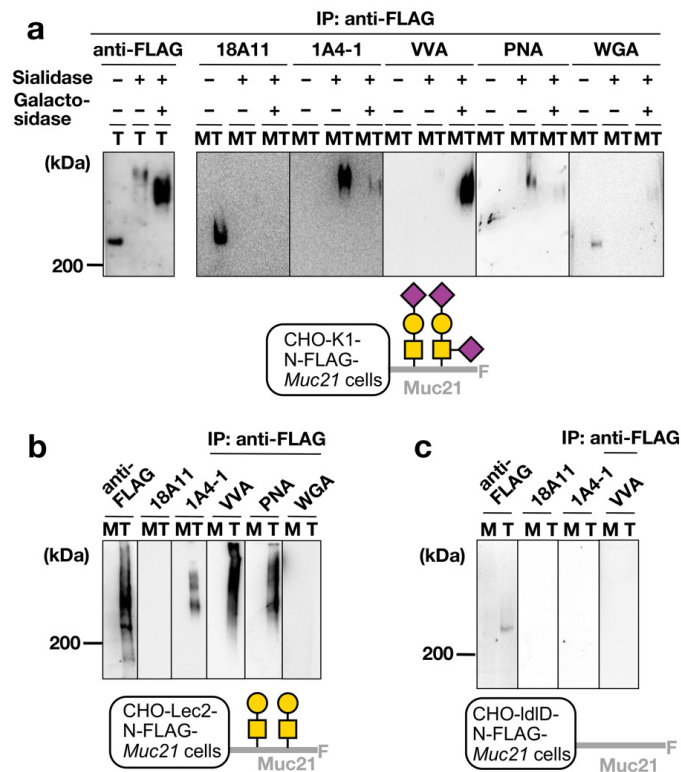 a
IP: anti-FLAG
anti-FLAG 18A11 1A4-1 VVA PNA WGA
Sialidase − + + − + + − + + − + + − + + − + +
Galacto-
sidase − − + − − + − − + − − + − − + − − +
T T T MT MT MT MT MT MT MT MT MT MT MT MT MT MT MT
(kDa)
200
CHO-K1-
N-FLAG-
Muc21 cells
F
Muc21
b
IP: anti-FLAG
anti-
FLAG 18A11 1A4-1 VVA PNA WGA
MT MT MT M T M T M T
(kDa)
200
CHO-Lec2-
N-FLAG-
Muc21 cells
F
Muc21
c
IP: anti-FLAG
anti-
FLAG 18A11 1A4-1 VVA
M T M T M T M T
(kDa)
200
CHO-ldlD-
N-FLAG-
Muc21 cells
F
Muc21